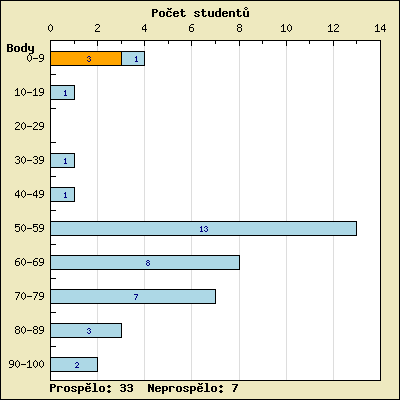 Počet studentů
0 2 4 6 8 10 12 14
Body
0-9 3 1
10-19 1
20-29
30-39 1
40-49 1
50-59 13
60-69 8
70-79 7
80-89 3
90-100 2
Prospělo: 33 Neprospělo: 7